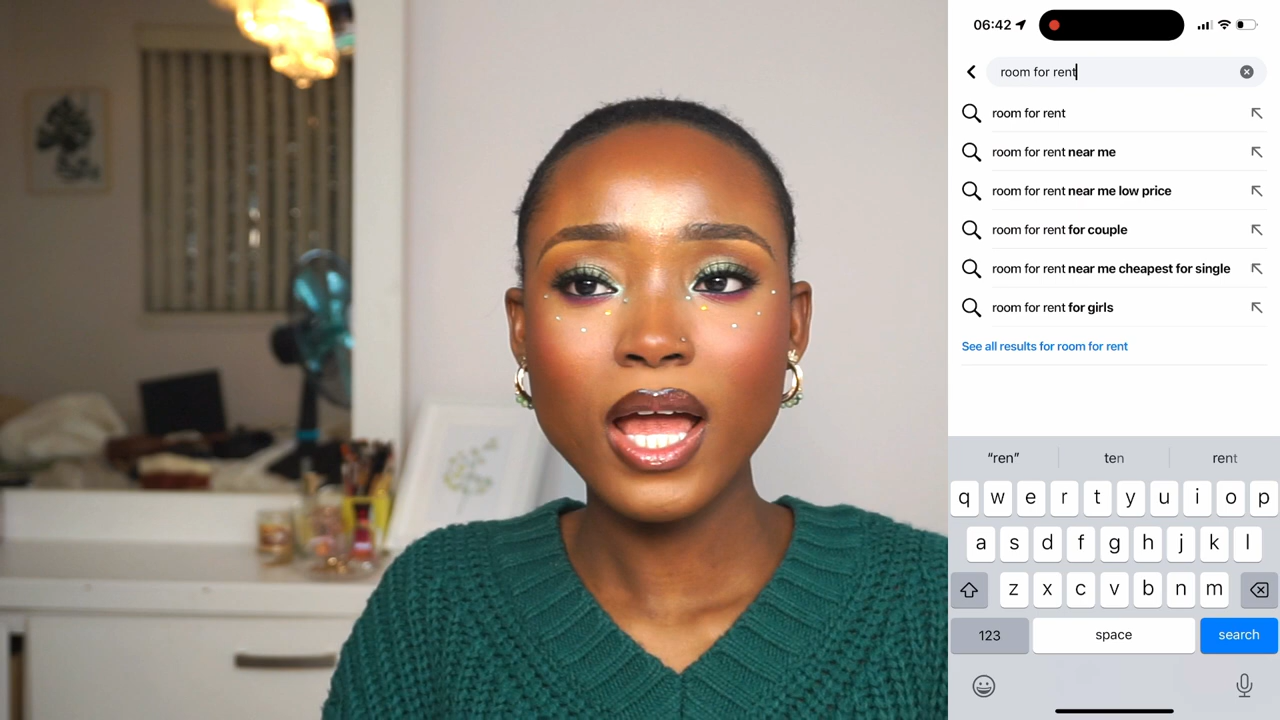 06:42
room for rent
room for rent
room for rent near me
room for rent near me low price
room for rent for couple
room for rent near me cheapest for single
room for rent for girls
See all results for room for rent
“ren” ten rent
q w e r t y u i o p
a s d f g h j k l
z x c v b n m
123 space search